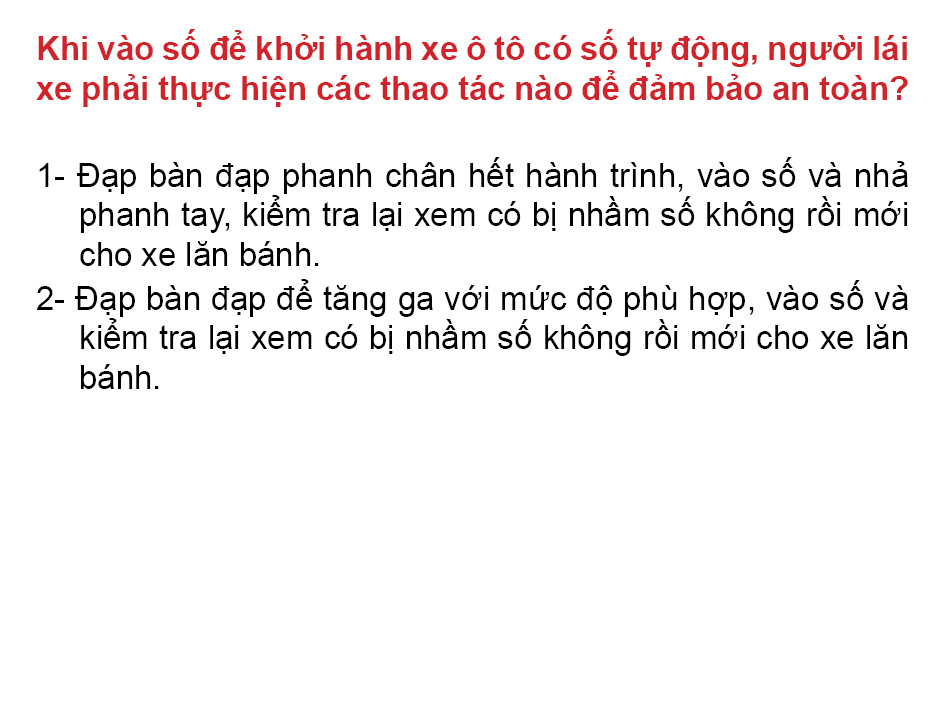 Khi vào số để khởi hành xe ô tô có số tự động, người lái
xe phải thực hiện các thao tác nào để đảm bảo an toàn?
1- Đạp bàn đạp phanh chân hết hành trình, vào số và nhả
phanh tay, kiểm tra lại xem có bị nhầm số không rồi mới
cho xe lăn bánh.
2- Đạp bàn đạp để tăng ga với mức độ phù hợp, vào số và
kiểm tra lại xem có bị nhầm số không rồi mới cho xe lăn
bánh.